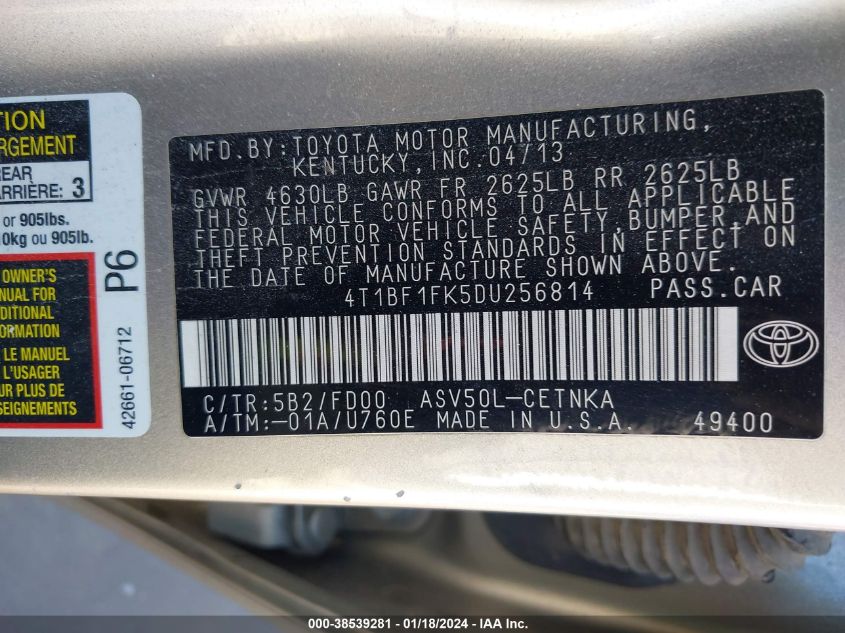 TION
RGEMENT
REAR
ARRIÈRE: 3
or 905lbs.
0kg ou 905lb.
OWNER'S
NUAL FOR
DDITIONAL
ORMATION
LE MANUEL
L'USAGER
UR PLUS DE
SEIGNEMENTS
P6
42661-06712
MFD.BY:TOYOTA MOTOR MANUFACTURING,
KENTUCKY,INC.04/13
GVWR 4630LB GAWR FR 2625LB RR 2625LB
THIS VEHICLE CONFORMS TO ALL APPLICABLE
FEDERAL MOTOR VEHICLE SAFETY,BUMPER,AND
THEFT PREVENTION STANDARDS IN EFFECT ON
THE DATE OF MANUFACTURE SHOWN ABOVE.
4T1BF1FK5DU256814 PASS.CAR
C/TR:5B2/FD00 ASV50L-CETNKA
A/TM:-01A/U760E MADE IN U.S.A. 49400
000-38539281 - 01/18/2024 - IAA Inc.